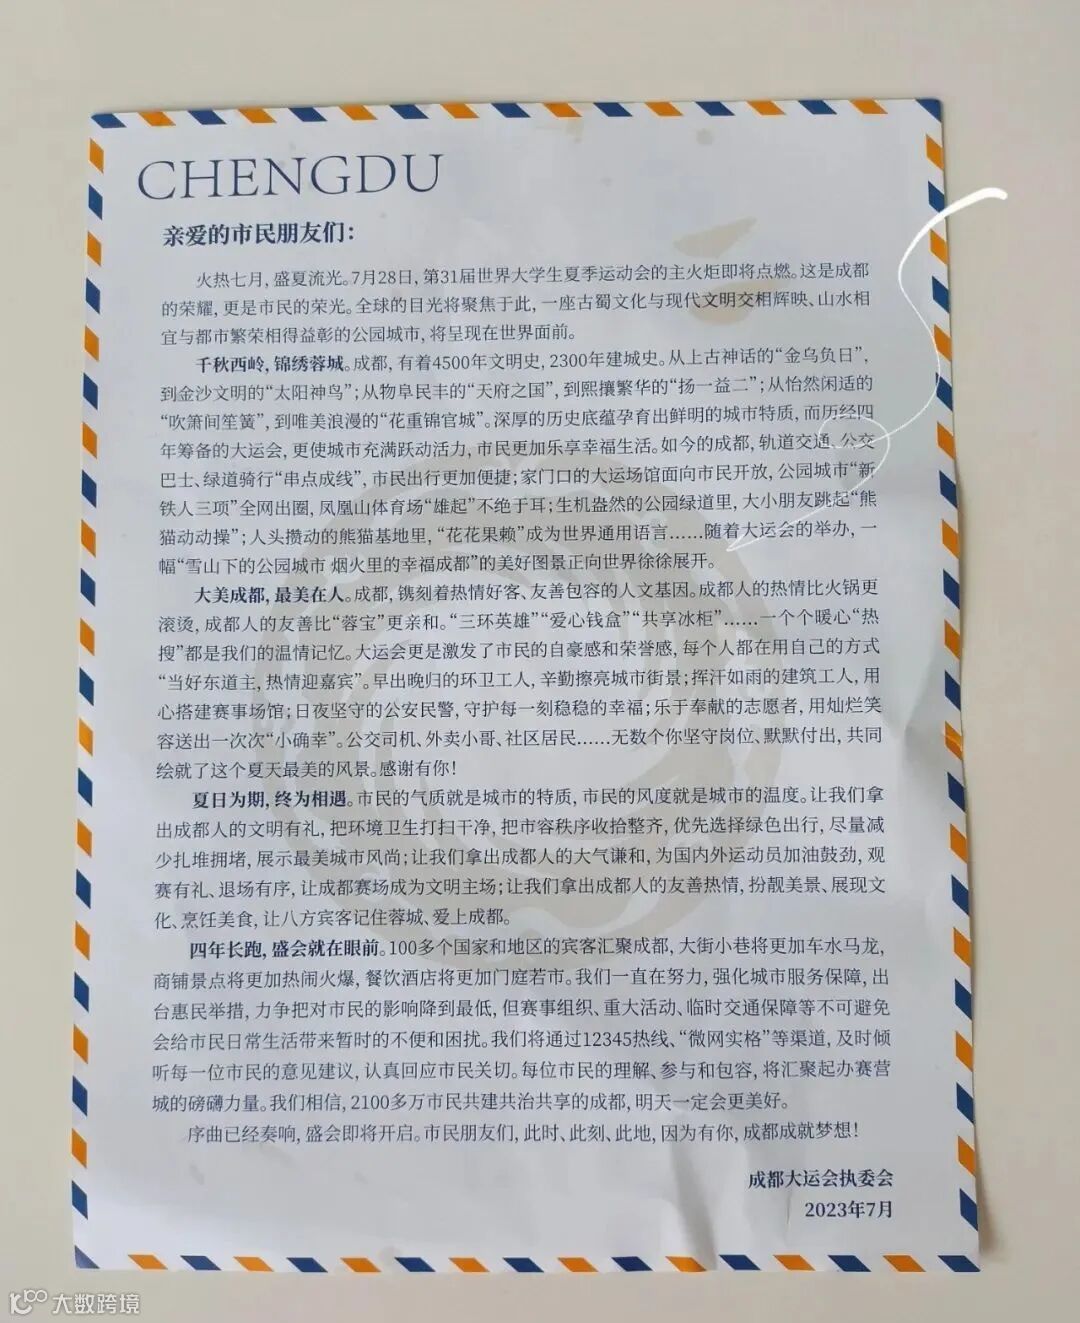 CHENGDU
亲爱的市民朋友们：
火热七月，盛夏流光。7月28日，第31届世界大学生夏季运动会的主火炬即将点燃。这是成都
的荣耀，更是市民的荣光。全球的目光将聚焦于此，一座古蜀文化与现代文明交相辉映、山水相
宜与都市繁荣相得益彰的公园城市，将呈现在世界面前。
千秋西岭，锦绣蓉城。成都，有着4500年文明史，2300年建城史。从上古神话的“金乌负日”，
到金沙文明的“太阳神鸟”；从物阜民丰的“天府之国”，到熙攘繁华的“扬一益二”；从怡然闲适的
“吹箫间笙簧”，到唯美浪漫的“花重锦官城”。深厚的历史底蕴孕育出鲜明的城市特质，而历经四
年筹备的大运会，更使城市充满跃动活力，市民更加乐享幸福生活。如今的成都，轨道交通、公交
巴士、绿道骑行“串点成线”，市民出行更加便捷；家门口的大运场馆面向市民开放，公园城市“新
铁人三项”全网出圈，凤凰山体育场“雄起”不绝于耳；生机盎然的公园绿道里，大小朋友跳起“熊
猫动动操”；人头攒动的熊猫基地里，“花花果赖”成为世界通用语言……随着大运会的举办，一
幅“雪山下的公园城市 烟火里的幸福成都”的美好图景正向世界徐徐展开。
大美成都，最美在人。成都，镌刻着热情好客、友善包容的人文基因。成都人的热情比火锅更
滚烫，成都人的友善比“蓉宝”更亲和。“三环英雄”“爱心钱盒”“共享冰柜”……一个个暖心“热
搜”都是我们的温情记忆。大运会更是激发了市民的自豪感和荣誉感，每个人都在用自己的方式
“当好东道主，热情迎嘉宾”。早出晚归的环卫工人，辛勤擦亮城市街景；挥汗如雨的建筑工人，用
心搭建赛事场馆；日夜坚守的公安民警，守护每一刻稳稳的幸福；乐于奉献的志愿者，用灿烂笑
容送出一次次“小确幸”。公交司机、外卖小哥、社区居民……无数个你坚守岗位、默默付出，共同
绘就了这个夏天最美的风景。感谢有你！
夏日为期，终为相遇。市民的气质就是城市的特质，市民的风度就是城市的温度。让我们拿
出成都人的文明有礼，把环境卫生打扫干净，把市容秩序收拾整齐，优先选择绿色出行，尽量减
少扎堆拥堵，展示最美城市风尚；让我们拿出成都人的大气谦和，为国内外运动员加油鼓劲，观
赛有礼、退场有序，让成都赛场成为文明主场；让我们拿出成都人的友善热情，扮靓美景、展现文
化、烹饪美食，让八方宾客记住蓉城、爱上成都。
四年长跑，盛会就在眼前。100多个国家和地区的宾客汇聚成都，大街小巷将更加车水马龙，
商铺景点将更加热闹火爆，餐饮酒店将更加门庭若市。我们一直在努力，强化城市服务保障，出
台惠民举措，力争把对市民的影响降到最低，但赛事组织、重大活动、临时交通保障等不可避免
会给市民日常生活带来暂时的不便和困扰。我们将通过12345热线、“微网实格”等渠道，及时倾
听每一位市民的意见建议，认真回应市民关切。每位市民的理解、参与和包容，将汇聚起办赛营
城的磅礴力量。我们相信，2100多万市民共建共治共享的成都，明天一定会更美好。
序曲已经奏响，盛会即将开启。市民朋友们，此时、此刻、此地，因为有你，成都成就梦想！
成都大运会执委会
2023年7月
大数跨境